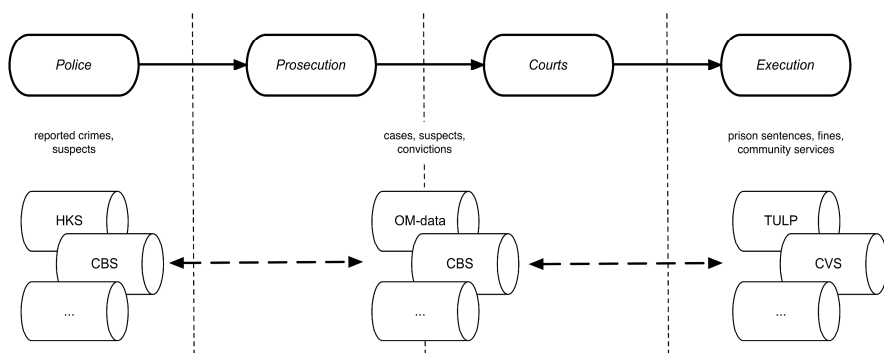 Police
Prosecution
Courts
Execution
reported crimes,
suspects
cases, suspects,
convictions
prison sentences, fines,
community services
HKS
CBS
...
OM-data
CBS
...
TULP
CVS
...